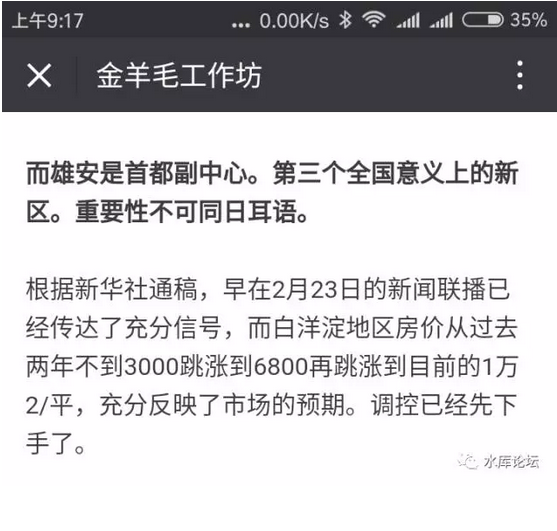 上午9:17
... 0.00K/s
35%
金羊毛工作坊
而雄安是首都副中心。第三个全国意义上的新
区。重要性不可同日耳语。
根据新华社通稿，早在2月23日的新闻联播已
经传达了充分信号，而白洋淀地区房价从过去
两年不到3000跳涨到6800再跳涨到目前的1万
2/平，充分反映了市场的预期。调控已经先下
手了。
水库论坛